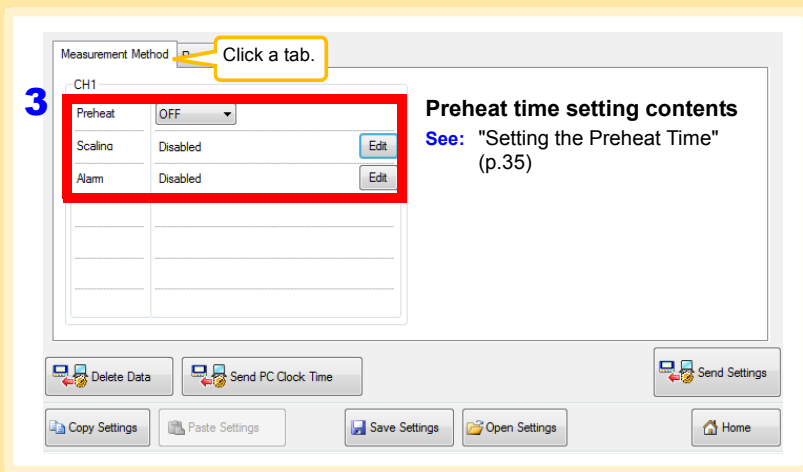 Measurement Method
Click a tab.
CH1
3
Preheat OFF
Scaling Disabled Edit
Alarm Disabled Edit
Preheat time setting contents
See: "Setting the Preheat Time"
(p.35)
Delete Data
Send PC Clock Time
Send Settings
Copy Settings
Paste Settings
Save Settings
Open Settings
Home